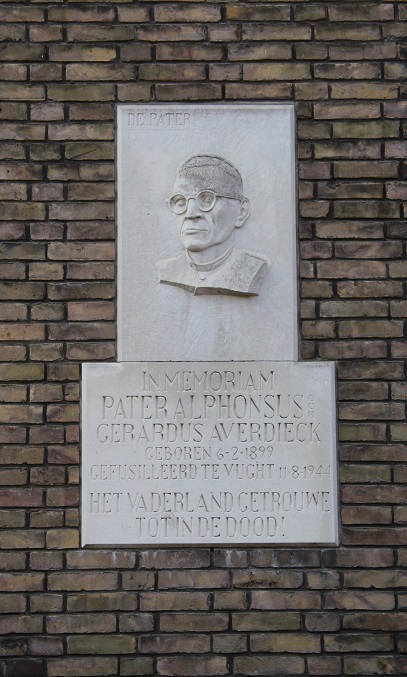 DE PATER
IN MEMORIAM
PATER ALPHONSUS
GERARDUS AVERDIECK
GEBOREN 6-2-1899
GEFUSILLEERD TE VUGHT 11-8-1944
HET VADERLAND GETROUWE
TOT IN DE DOOD!